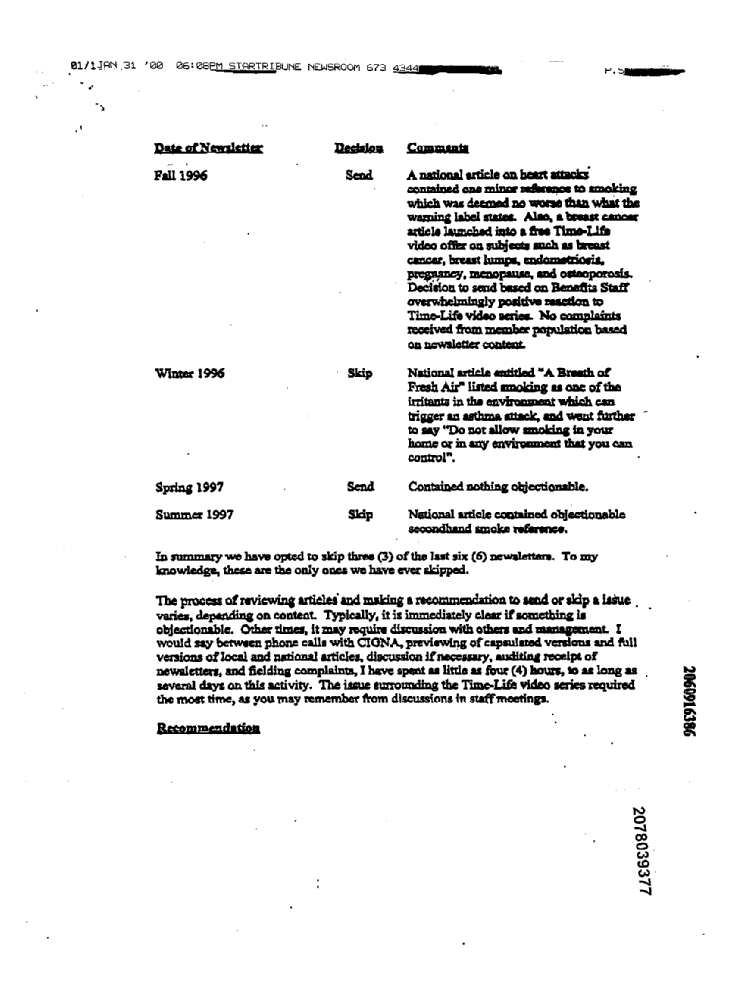 01/1JAN.31 '00 06:08PM STARTRIBUNE NEWSROOM 673 4344
P.5
Date of Newsletter Decision Comments
Fall 1996 Send A national article on heart attacks
contained one minor reference to smoking
which was deemed no worse than what the
warning label states. Also, a breast cancer
article launched into a free Time-Life
video offer on subjects such as breast
cancer, breast lumps, endometriosis,
pregnancy, menopause, and osteoporosis.
Decision to send based on Benefits Staff
overwhelmingly positive reaction to
Time-Life video series. No complaints
received from member population based
on newsletter content.
Winter 1996 Skip National article entitled "A Breath of
Fresh Air" listed smoking as one of the
irritants in the environment which can
trigger an asthma attack, and went further
to say "Do not allow smoking in your
home or in any environment that you can
control".
Spring 1997 Send Contained nothing objectionable.
Summer 1997 Skip National article contained objectionable
secondhand smoke reference.
In summary we have opted to skip three (3) of the last six (6) newsletters. To my
knowledge, these are the only ones we have ever skipped.
The process of reviewing articles and making a recommendation to send or skip a issue
varies, depending on content. Typically, it is immediately clear if something is
objectionable. Other times, it may require discussion with others and management. I
would say between phone calls with CIGNA, previewing of capsulated versions and full
versions of local and national articles, discussion if necessary, auditing receipt of
newsletters, and fielding complaints, I have spent as little as four (4) hours, to as long as
several days on this activity. The issue surrounding the Time-Life video series required
the most time, as you may remember from discussions in staff meetings.
Recommendation
2060916386
2078039377